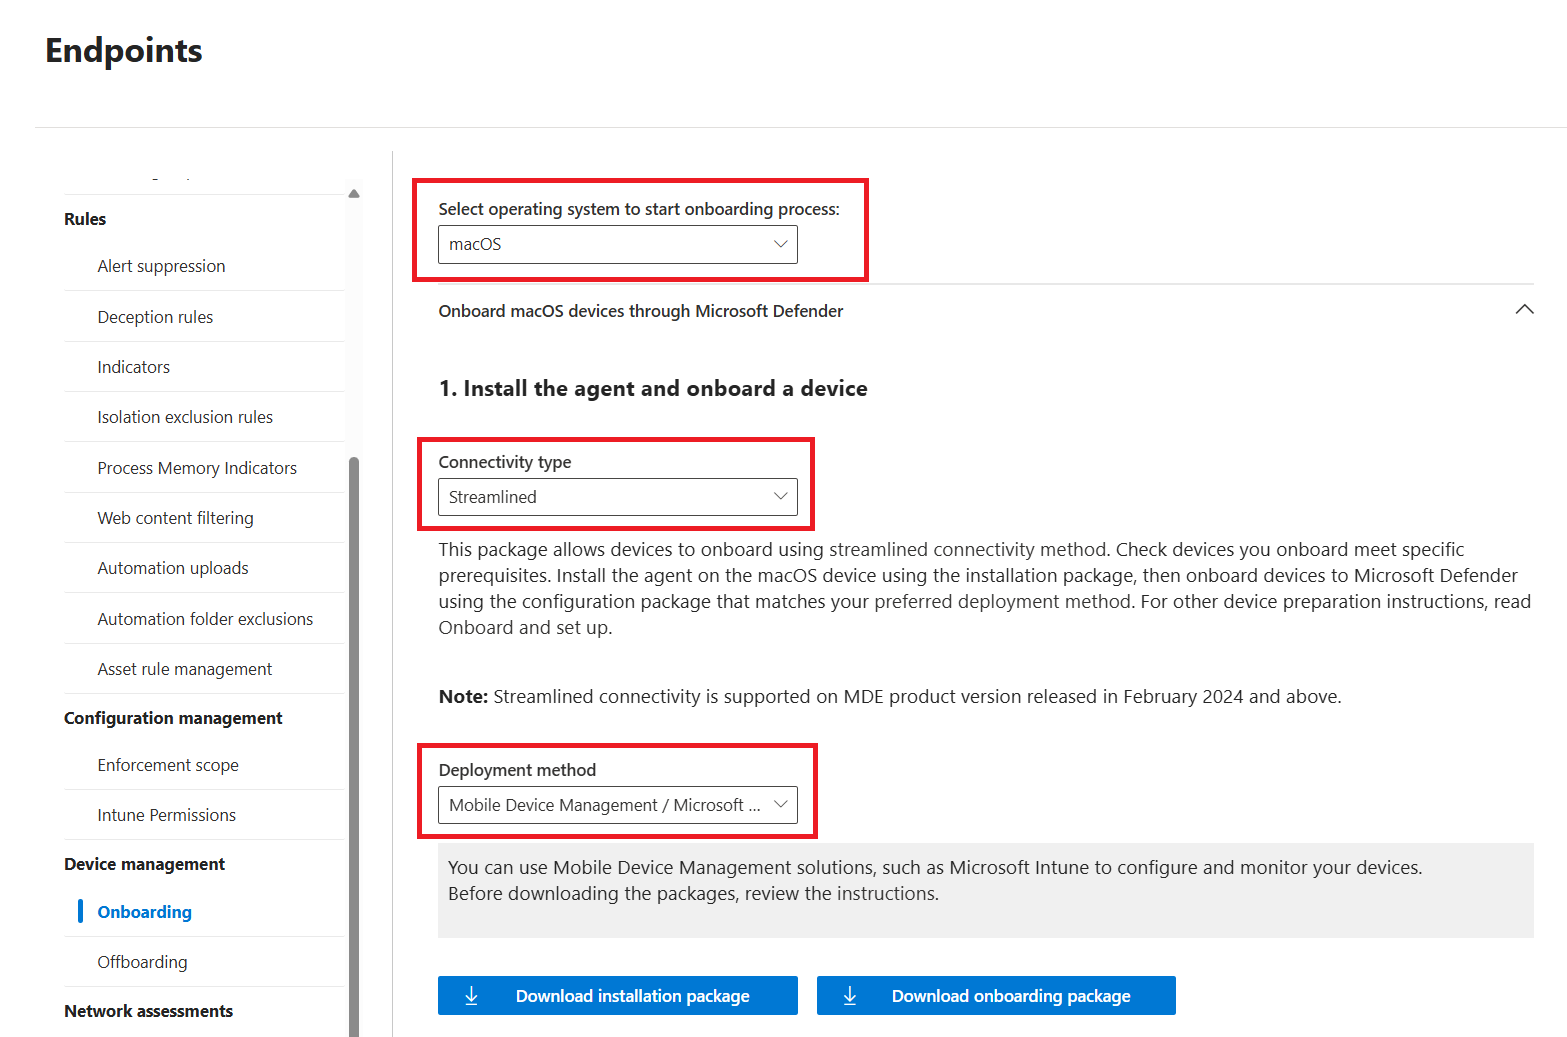 Endpoints
Rules
Alert suppression
Deception rules
Indicators
Isolation exclusion rules
Process Memory Indicators
Web content filtering
Automation uploads
Automation folder exclusions
Asset rule management
Configuration management
Enforcement scope
Intune Permissions
Device management
Onboarding
Offboarding
Network assessments
Select operating system to start onboarding process:
macOS
Onboard macOS devices through Microsoft Defender
1. Install the agent and onboard a device
Connectivity type
Streamlined
This package allows devices to onboard using streamlined connectivity method. Check devices you onboard meet specific
prerequisites. Install the agent on the macOS device using the installation package, then onboard devices to Microsoft Defender
using the configuration package that matches your preferred deployment method. For other device preparation instructions, read
Onboard and set up.
Note: Streamlined connectivity is supported on MDE product version released in February 2024 and above.
Deployment method
Mobile Device Management / Microsoft ...
You can use Mobile Device Management solutions, such as Microsoft Intune to configure and monitor your devices.
Before downloading the packages, review the instructions.
Download installation package
Download onboarding package